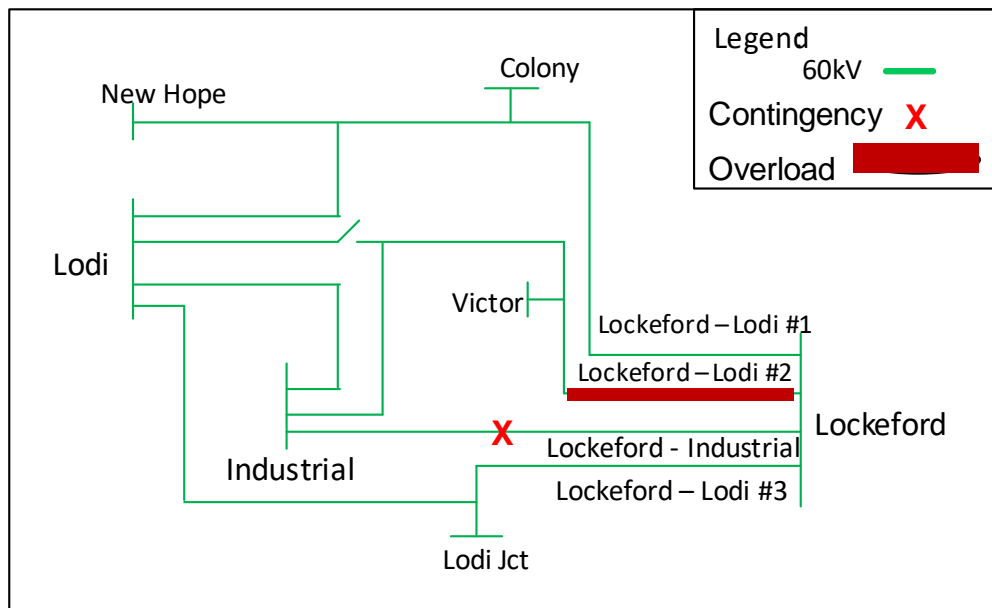 Legend
60kV
Contingency X
Overload
Colony
New Hope
Lodi
Victor
Lockeford – Lodi #1
Lockeford – Lodi #2
Lockeford
X
Lockeford - Industrial
Industrial
Lockeford – Lodi #3
Lodi Jct